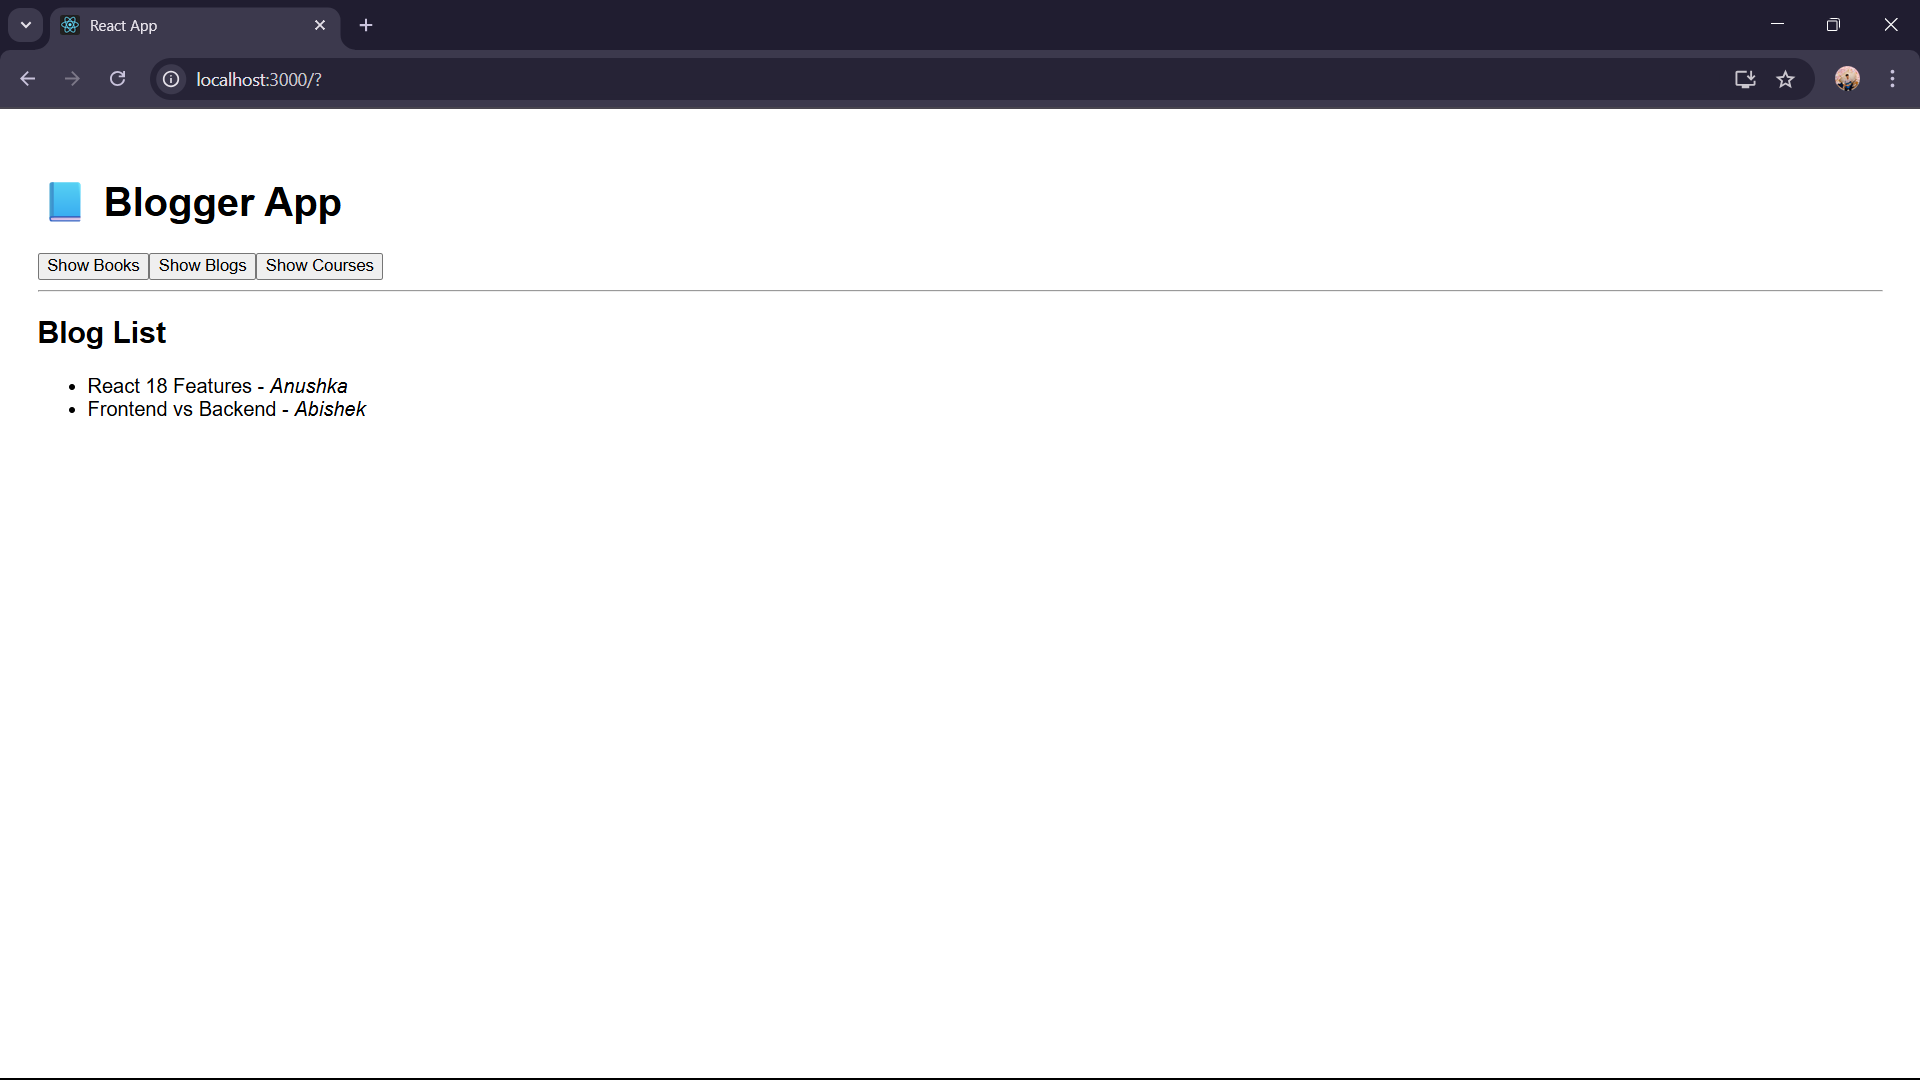 React App
localhost:3000/?
📘 Blogger App
Show Books Show Blogs Show Courses
Blog List
• React 18 Features - Anushka
• Frontend vs Backend - Abishek